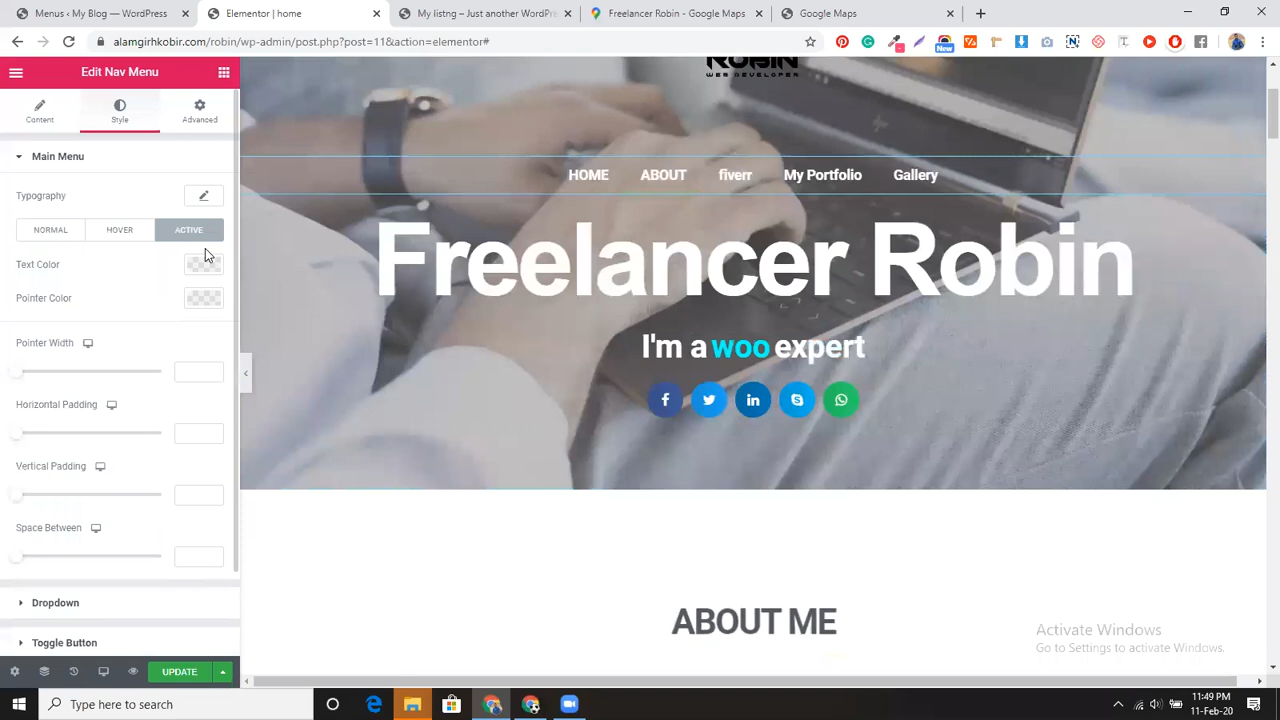 Menus ‹ My Blog — WordPress
Elementor | home
My listng – Just another WordPre
Freelancer Robin - Google Maps
Google Maps
alamgirhkobir.com/robin/wp-admin/post.php?post=11&action=elementor#
New
Edit Nav Menu
Content
Style
Advanced
Main Menu
Typography
NORMAL
HOVER
ACTIVE
Text Color
Pointer Color
Pointer Width
Horizontal Padding
Vertical Padding
Space Between
Dropdown
Toggle Button
UPDATE
ROBIN
WEB DEVELOPER
HOME
ABOUT
fiverr
My Portfolio
Gallery
Freelancer Robin
I'm a woo expert
ABOUT ME
Activate Windows
Go to Settings to activate Windows.
Type here to search
11:49 PM
11-Feb-20